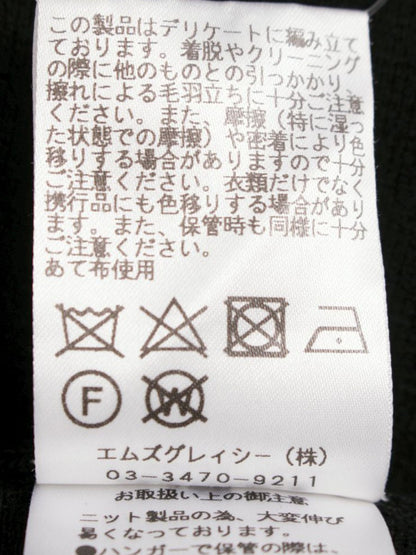 この製品はデリケートに編み立て
ております。着脱やクリーニング
の際に他のものとの引っかかり、
擦れによる毛羽立ちに十分ご注意
ください。また、摩擦（特に湿っ
た状態での摩擦）や密着により色
移りする場合がありますので十分
ご注意ください。衣類だけでなく
携行品にも色移りする場合があり
ます。また、保管時も同様に十分
ご注意ください。
あて布使用
F W
エムズグレイシー（株）
03-3470-9211
お取扱い上の御注意
ニット製品の為、大変伸び
易くなっております。
●ハンガーで保管の際は、